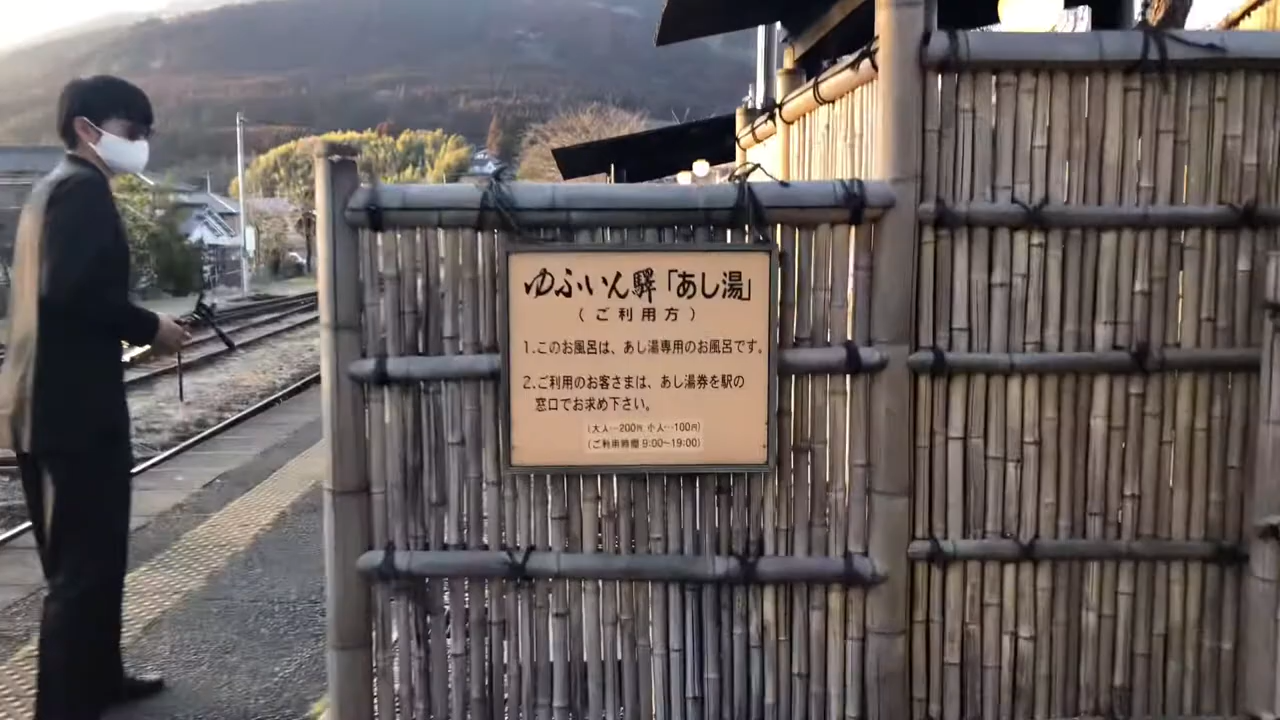 ゆふいん驛「あし湯」
(ご利用方)
1.このお風呂は、あし湯専用のお風呂です。
2.ご利用のお客さまは、あし湯券を駅の
窓口でお求め下さい。
(大人…200円 小人…100円)
(ご利用時間 9:00~19:00)